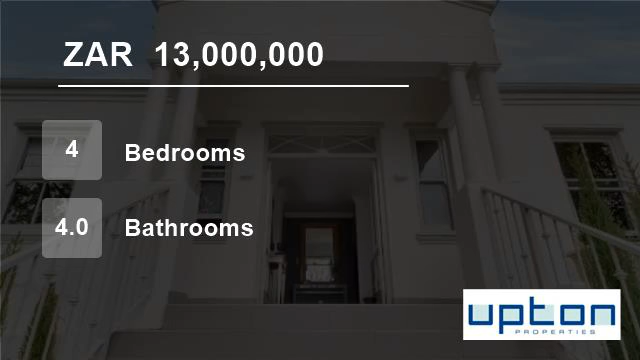 ZAR 13,000,000
4 Bedrooms
4.0 Bathrooms
upton
PROPERTIES